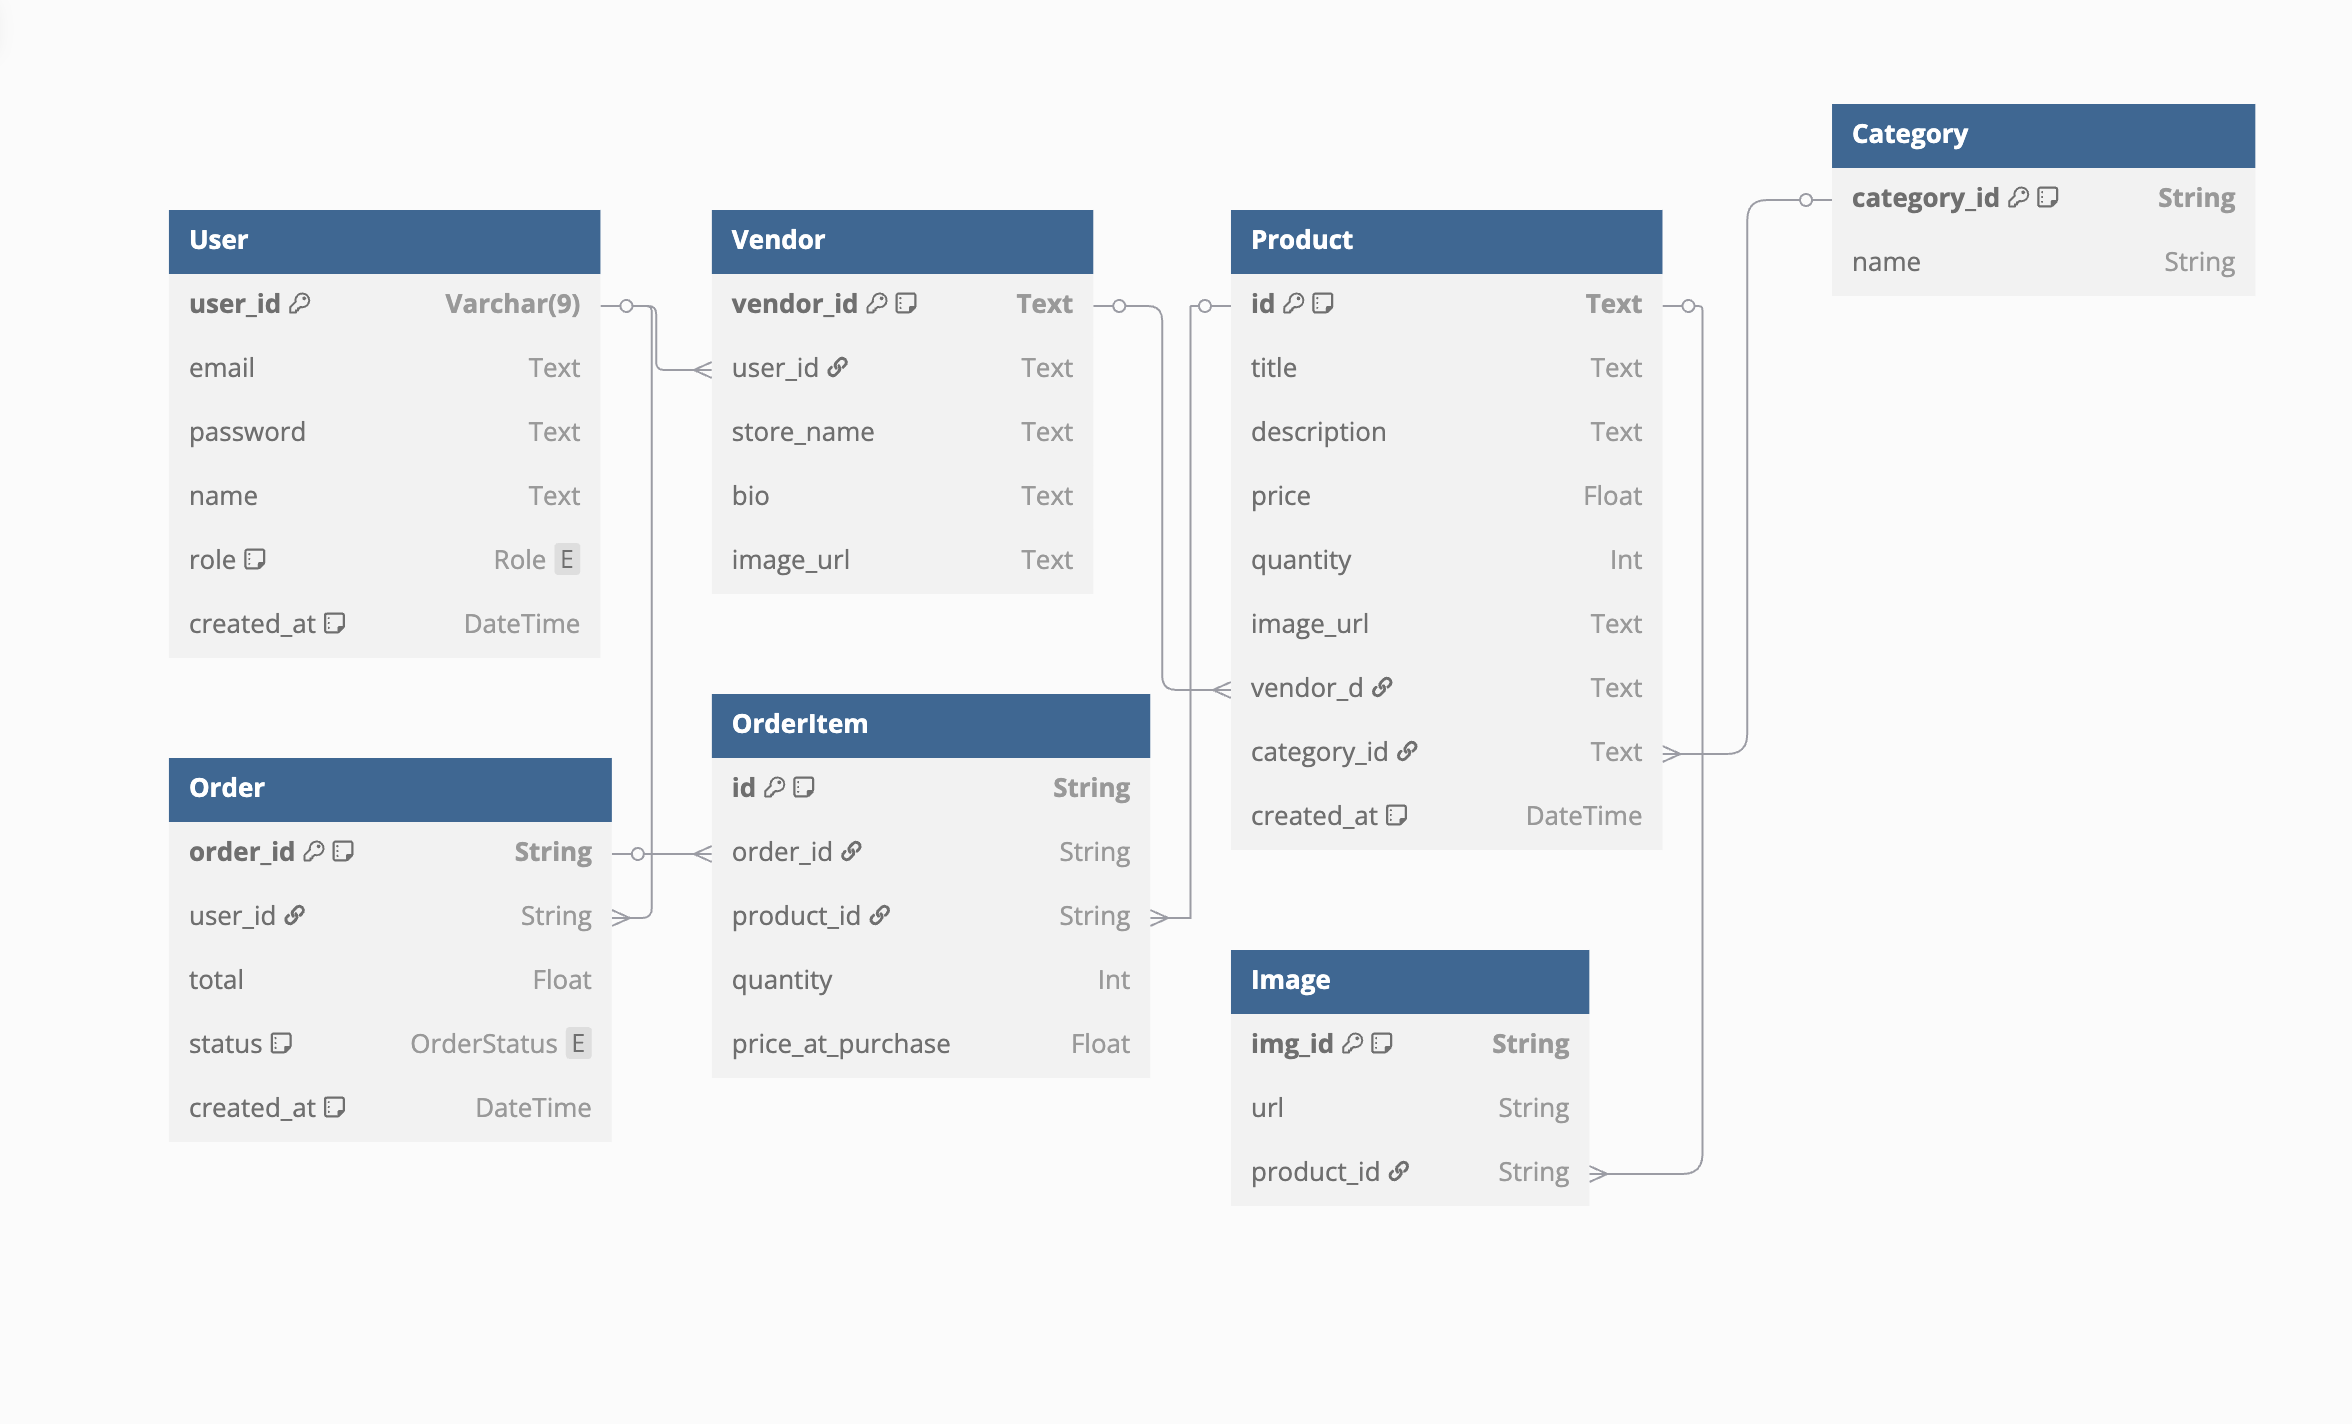 User
user_id Varchar(9)
email Text
password Text
name Text
role Role E
created_at DateTime
Vendor
vendor_id Text
user_id Text
store_name Text
bio Text
image_url Text
Product
id Text
title Text
description Text
price Float
quantity Int
image_url Text
vendor_d Text
category_id Text
created_at DateTime
Category
category_id String
name String
Order
order_id String
user_id String
total Float
status OrderStatus E
created_at DateTime
OrderItem
id String
order_id String
product_id String
quantity Int
price_at_purchase Float
Image
img_id String
url String
product_id String